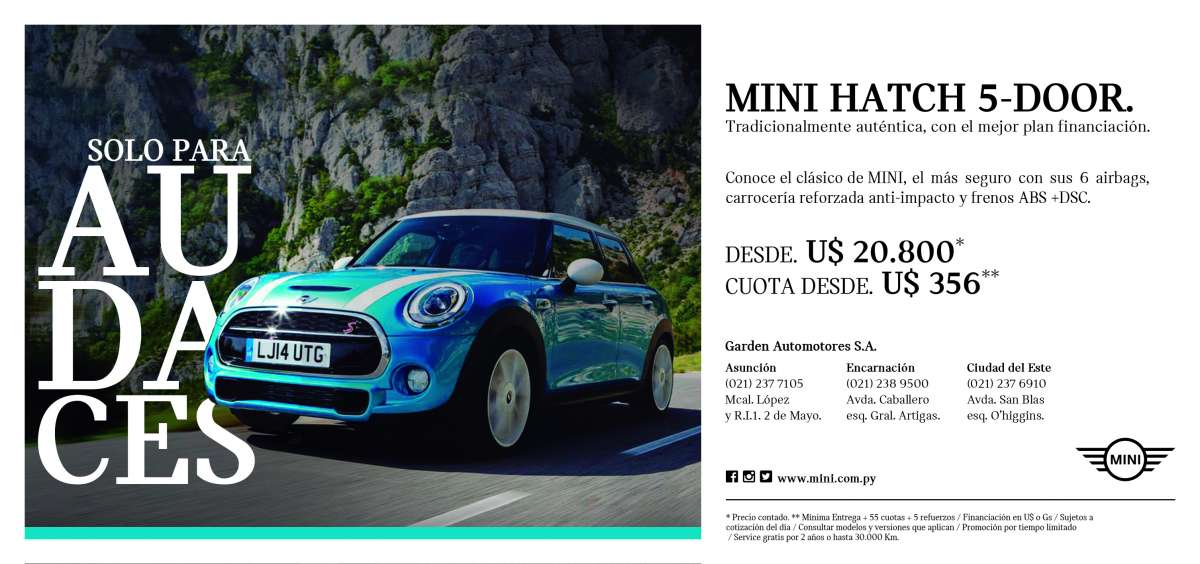 SOLO PARA
AU
DA
CES
LJ14 UTG
S
MINI HATCH 5-DOOR.
Tradicionalmente auténtica, con el mejor plan financiación.
Conoce el clásico de MINI, el más seguro con sus 6 airbags,
carrocería reforzada anti-impacto y frenos ABS +DSC.
DESDE. U$ 20.800*
CUOTA DESDE. U$ 356**
Garden Automotores S.A.
Asunción
(021) 237 7105
Mcal. López
y R.I.1. 2 de Mayo.
Encarnación
(021) 238 9500
Avda. Caballero
esq. Gral. Artigas.
Ciudad del Este
(021) 237 6910
Avda. San Blas
esq. O'higgins.
MINI
www.mini.com.py
* Precio contado. ** Mínima Entrega + 55 cuotas + 5 refuerzos / Financiación en U$ o Gs / Sujetos a
cotización del día / Consultar modelos y versiones que aplican / Promoción por tiempo limitado
/ Service gratis por 2 años o hasta 30.000 Km.